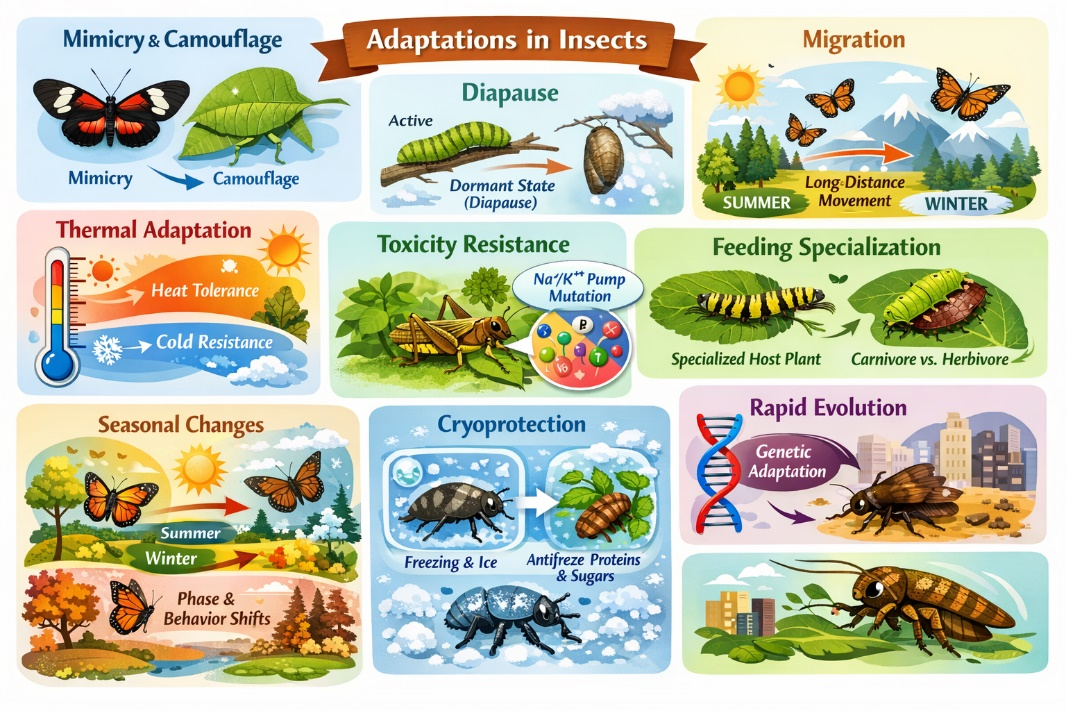 Adaptations in Insects
Mimicry & Camouflage
Mimicry
Camouflage
Diapause
Active
Dormant State
(Diapause)
Migration
SUMMER
Long-Distance
Movement
WINTER
Thermal Adaptation
Heat Tolerance
Cold Resistance
Toxicity Resistance
Na⁺/K⁺⁺ Pump
Mutation
Feeding Specialization
Specialized Host Plant
Carnivore vs. Herbivore
Seasonal Changes
Summer
Winter
Phase &
Behavior Shifts
Cryoprotection
Freezing & Ice
Antifreze Proteins
& Sugars
Rapid Evolution
Genetic
Adaptation